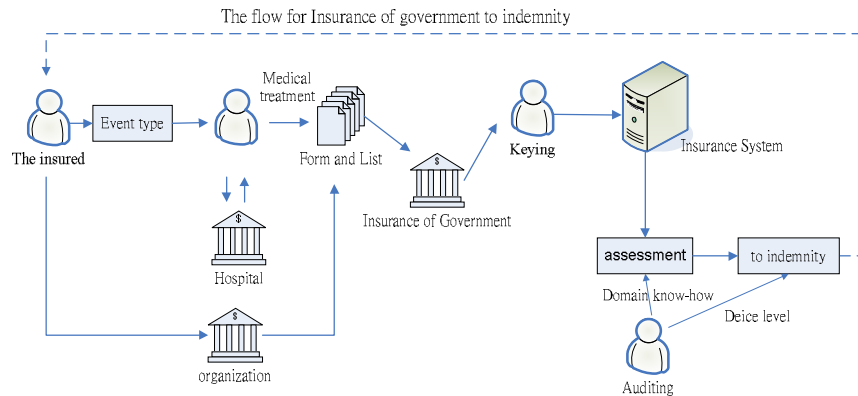 The flow for Insurance of government to indemnity
The insured
Event type
Medical
treatment
Form and List
Hospital
organization
$
$
$
Insurance of Government
Keying
Insurance System
assessment
to indemnity
Domain know-how
Deice level
Auditing